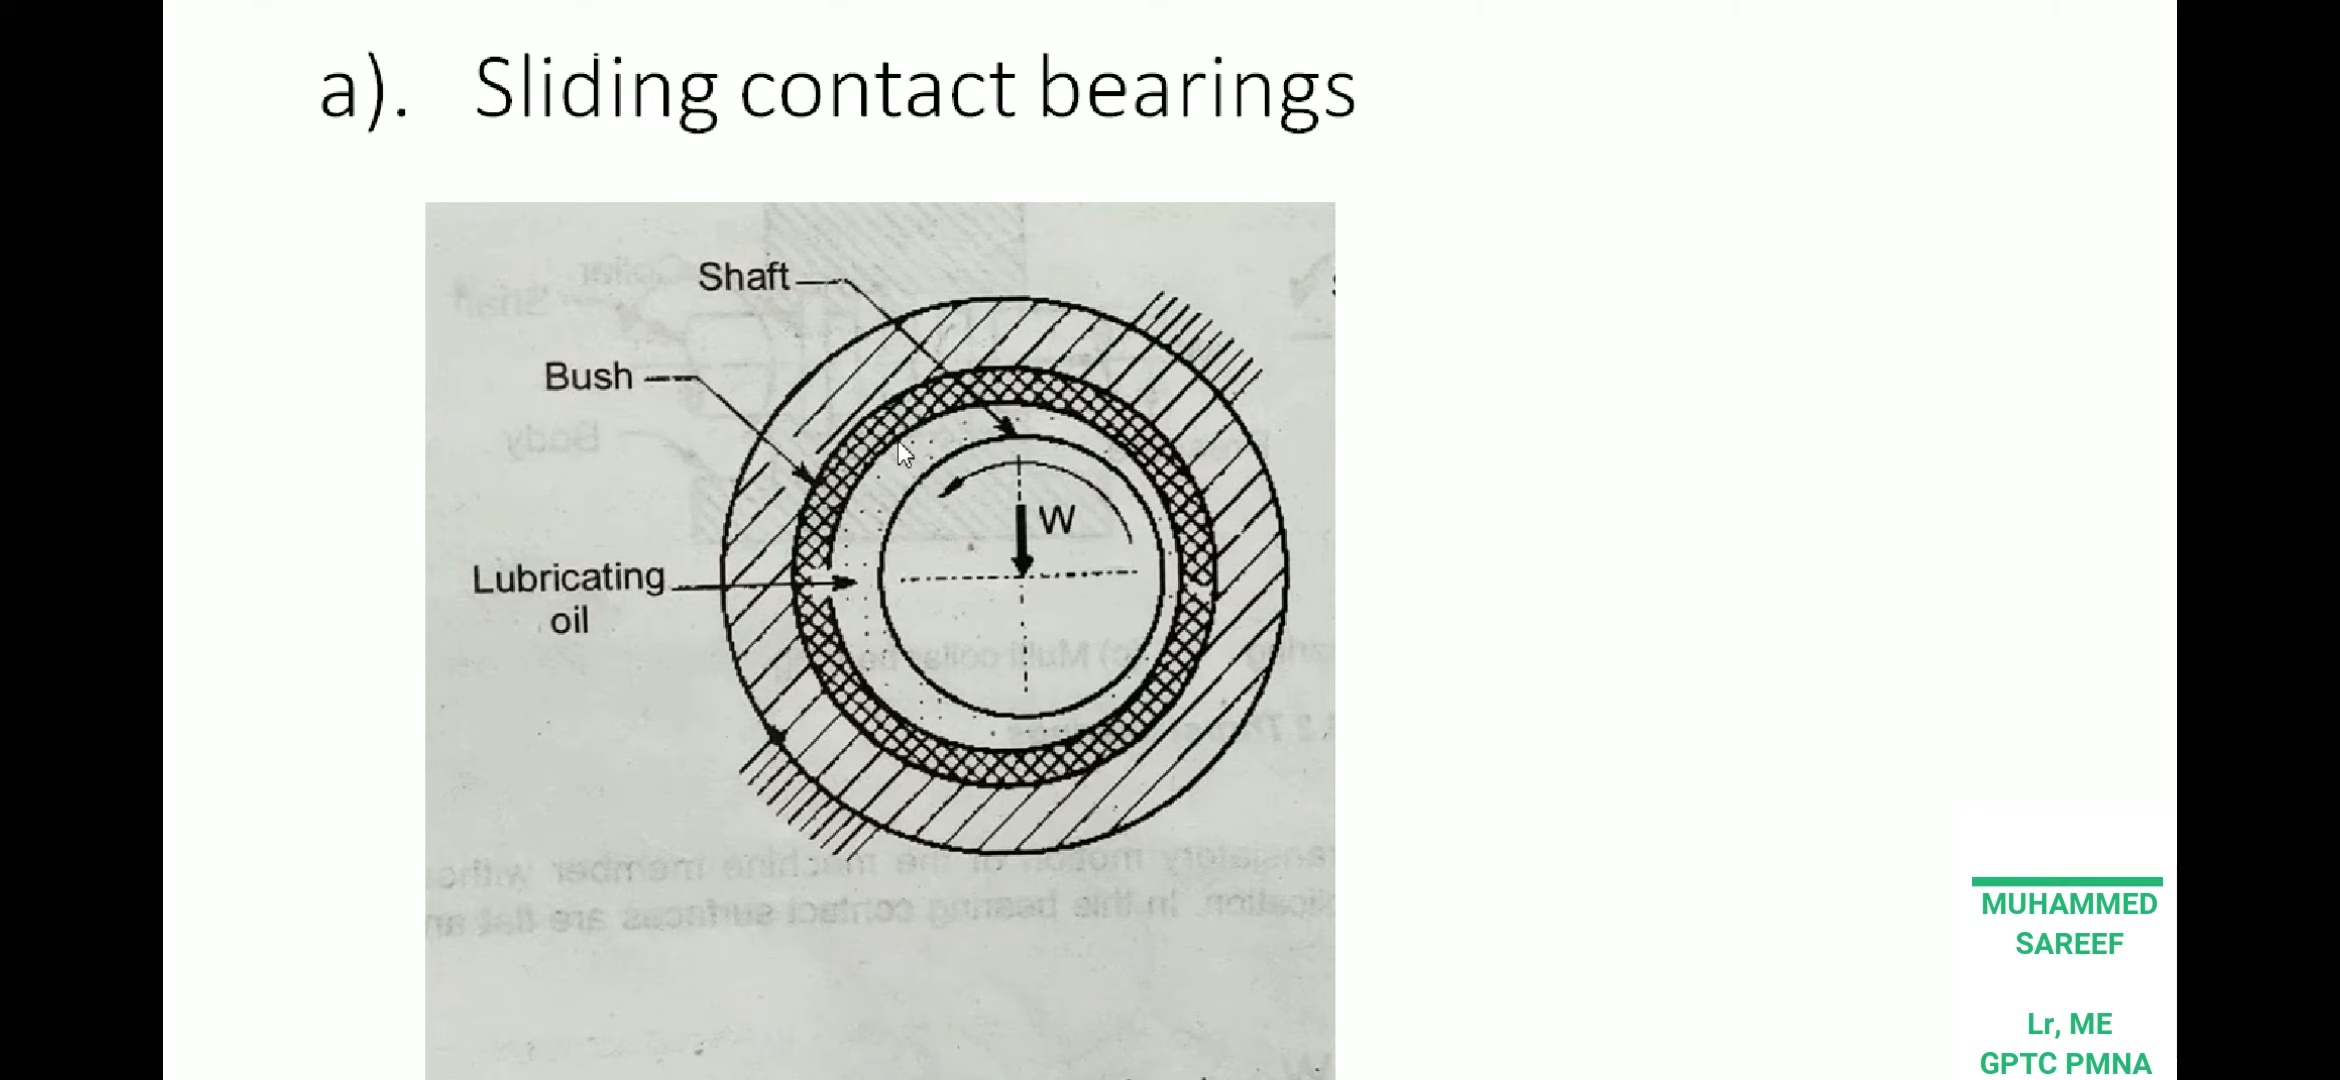 a). Sliding contact bearings
Shaft
Bush
W
Lubricating
oil
MUHAMMED
SAREEF
Lr, ME
GPTC PMNA